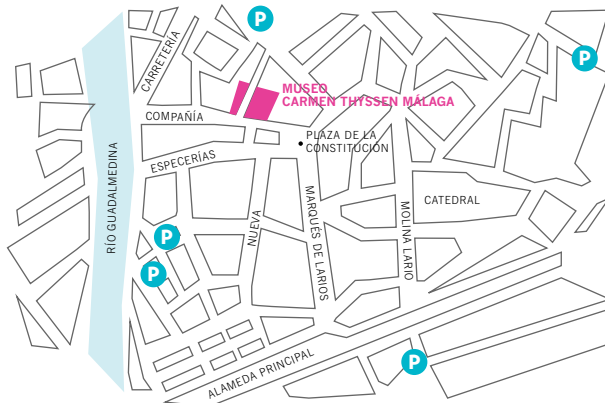 P
P
CARRETERÍA
MUSEO
CARMEN THYSSEN MÁLAGA
COMPAÑÍA
PLAZA DE LA
CONSTITUCIÓN
ESPECERÍAS
RÍO GUADALMEDINA
CATEDRAL
NUEVA
MARQUÉS DE LARIOS
MOLINA LARIO
P
P
ALAMEDA PRINCIPAL
P